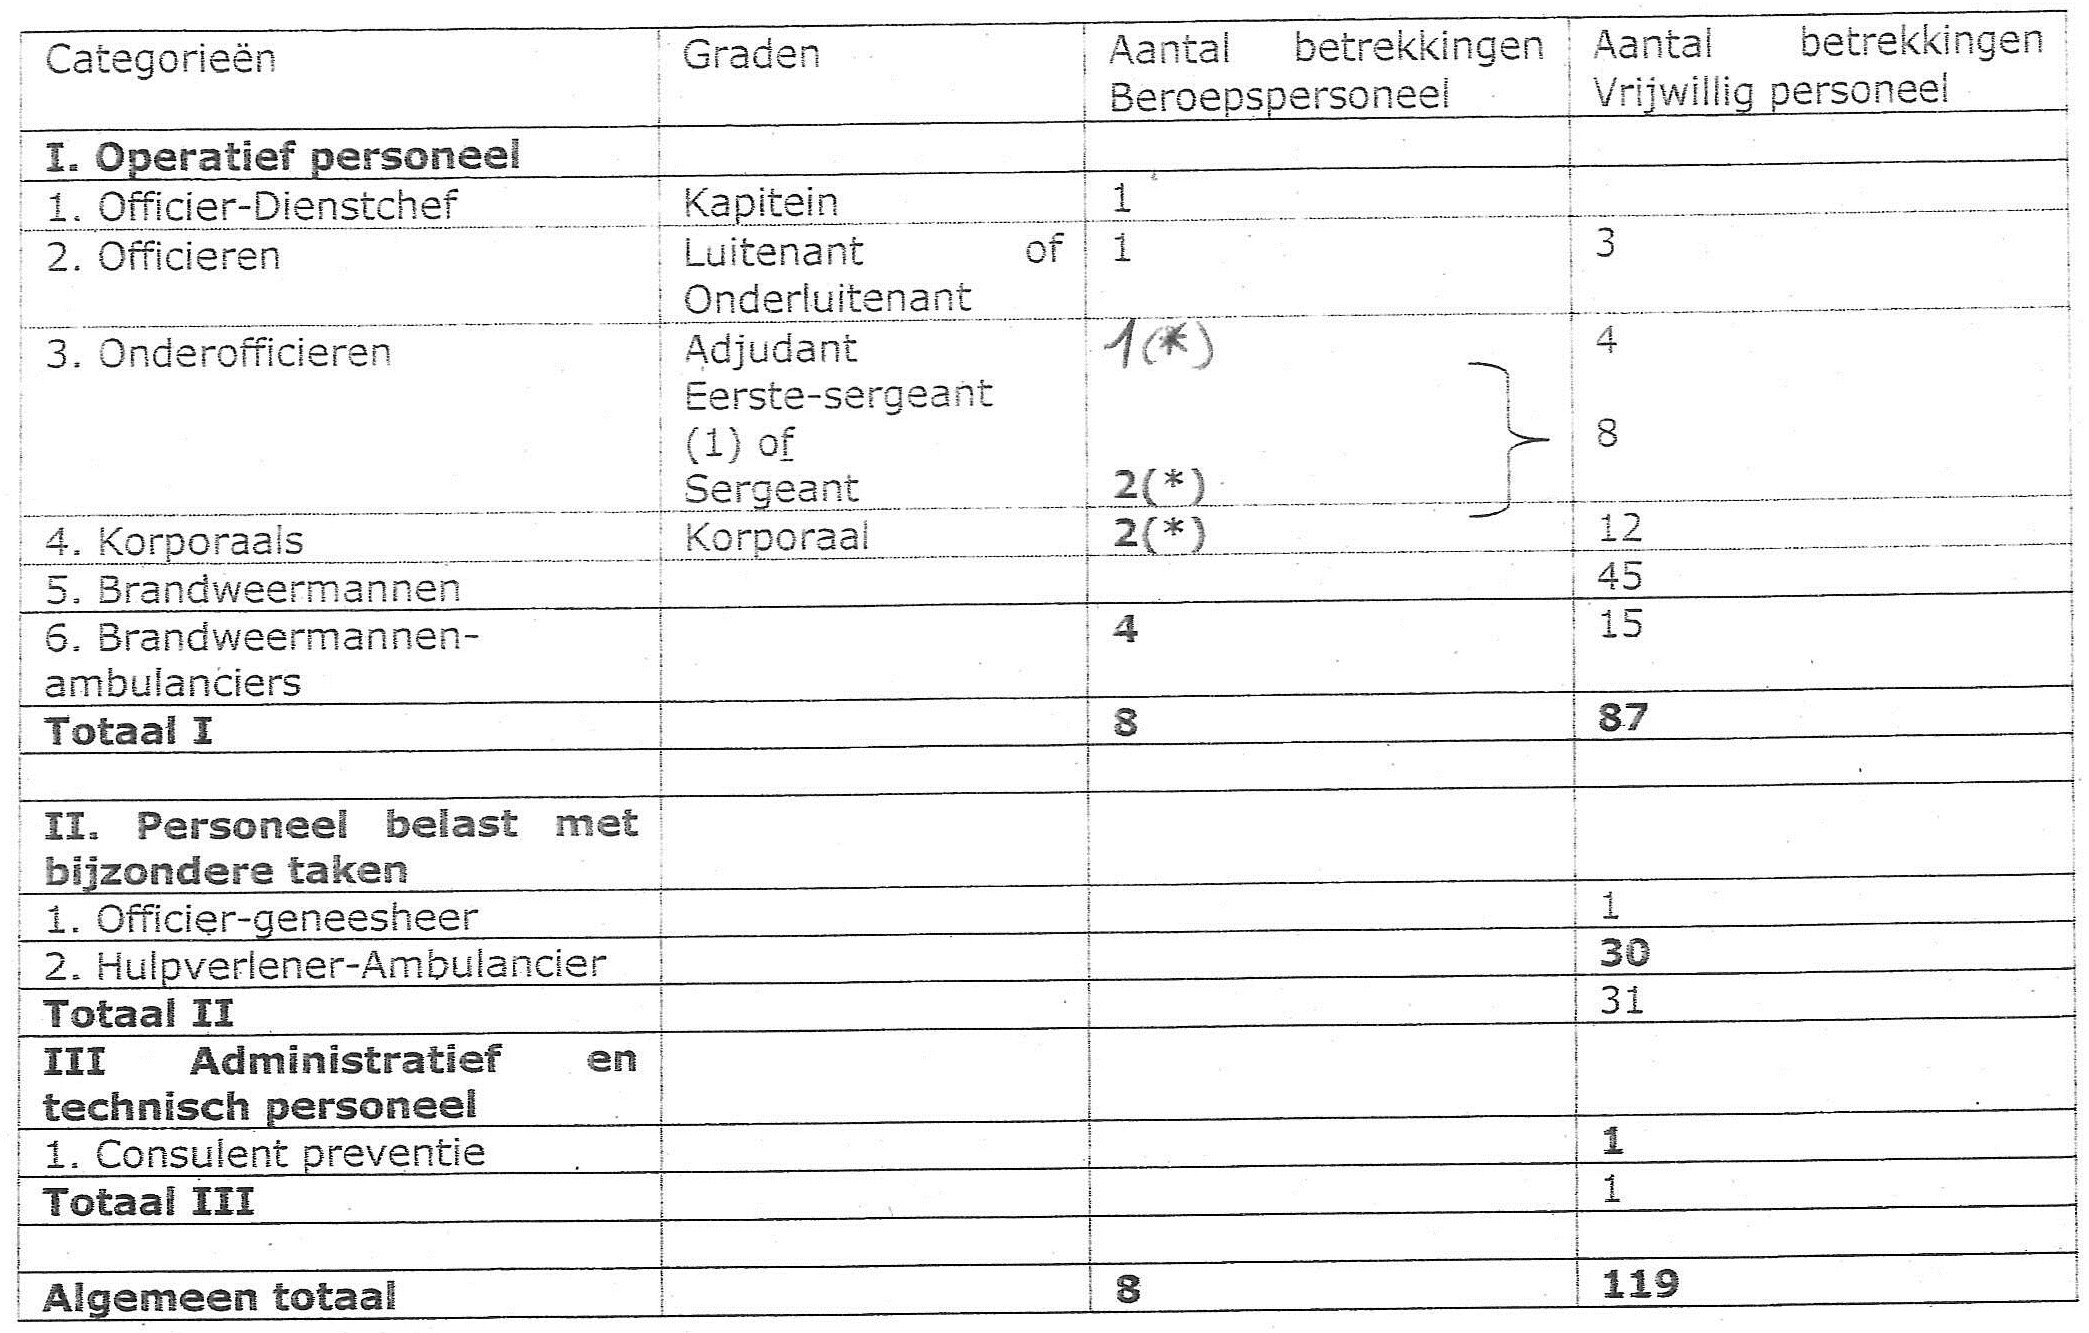 Categorieën Graden Aantal betrekkingen Aantal betrekkingen
Beroepspersoneel Vrijwillig personeel
I. Operatief personeel
1. Officier-Dienstchef Kapitein 1
2. Officieren Luitenant of 1 3
Onderluitenant
3. Onderofficieren Adjudant 1(*) 4
Eerste-sergeant
(1) of 8
Sergeant 2(*)
4. Korporaals Korporaal 2(*) 12
5. Brandweermannen 45
6. Brandweermannen- 4 15
ambulanciers
Totaal I 8 87
II. Personeel belast met
bijzondere taken
1. Officier-geneesheer 1
2. Hulpverlener-Ambulancier 30
Totaal II 31
III Administratief en
technisch personeel
1. Consulent preventie 1
Totaal III 1
Algemeen totaal 8 119